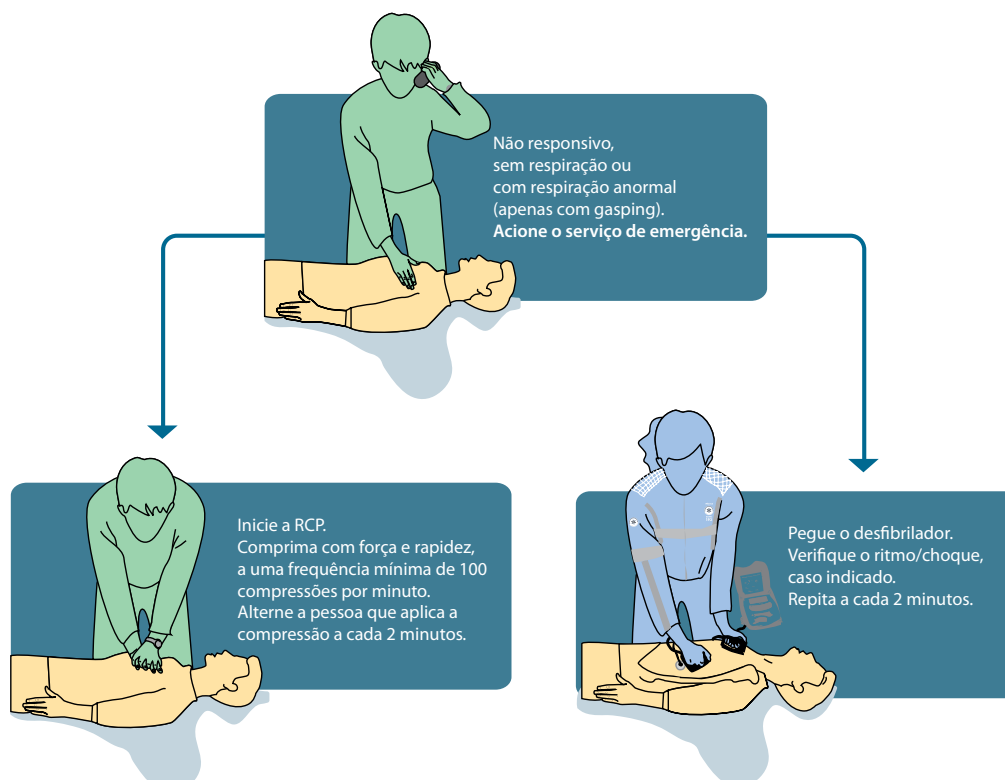 Não responsivo,
sem respiração ou
com respiração anormal
(apenas com gasping).
Acione o serviço de emergência.
Inicie a RCP.
Comprima com força e rapidez,
a uma frequência mínima de 100
compressões por minuto.
Alterne a pessoa que aplica a
compressão a cada 2 minutos.
Pegue o desfibrilador.
Verifique o ritmo/choque,
caso indicado.
Repita a cada 2 minutos.